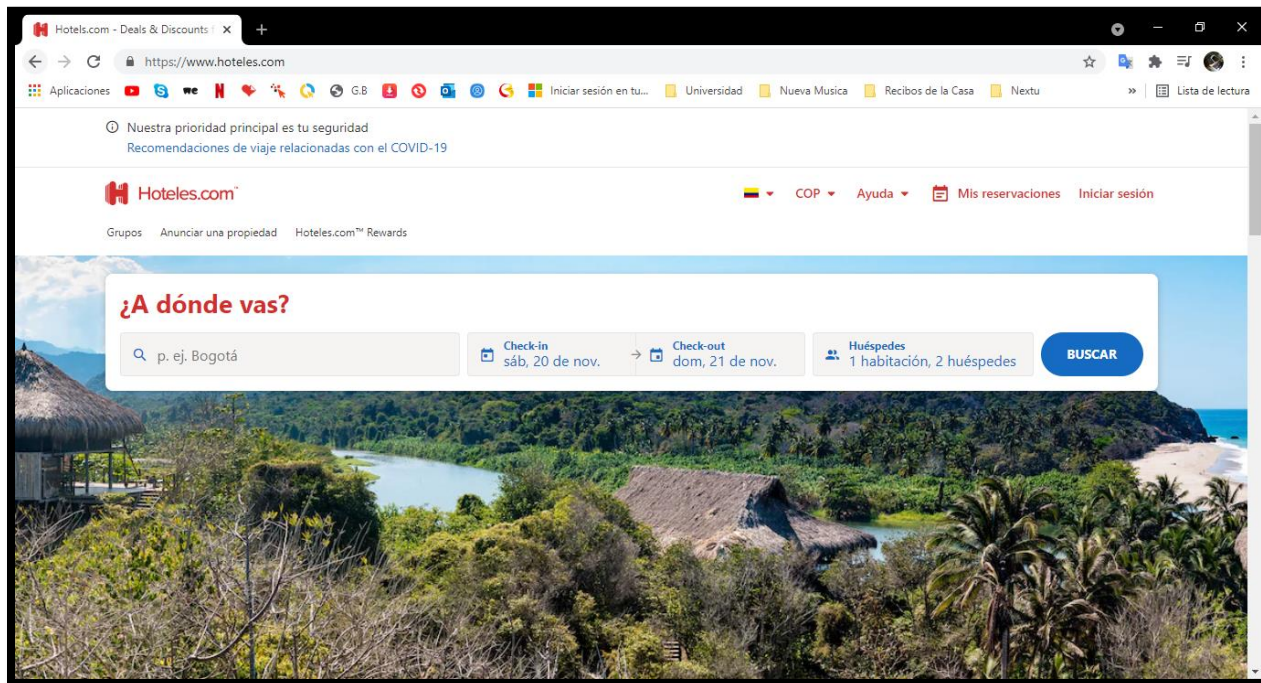 Hotels.com - Deals & Discounts f
https://www.hoteles.com
Aplicaciones we N G.B Iniciar sesión en tu... Universidad Nueva Musica Recibos de la Casa Nextu » Lista de lectura
Nuestra prioridad principal es tu seguridad
Recomendaciones de viaje relacionadas con el COVID-19
Hoteles.com™ COP Ayuda Mis reservaciones Iniciar sesión
Grupos Anunciar una propiedad Hoteles.com™ Rewards
¿A dónde vas?
p. ej. Bogotá
Check-in
sáb, 20 de nov.
Check-out
dom, 21 de nov.
Huéspedes
1 habitación, 2 huéspedes
BUSCAR